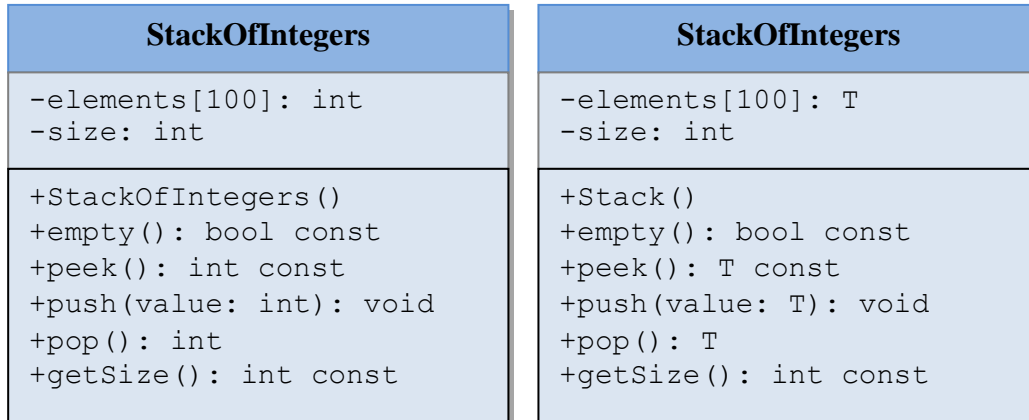 StackOfIntegers
-elements[100]: int
-size: int
+StackOfIntegers()
+empty(): bool const
+peek(): int const
+push(value: int): void
+pop(): int
+getSize(): int const
StackOfIntegers
-elements[100]: T
-size: int
+Stack()
+empty(): bool const
+peek(): T const
+push(value: T): void
+pop(): T
+getSize(): int const